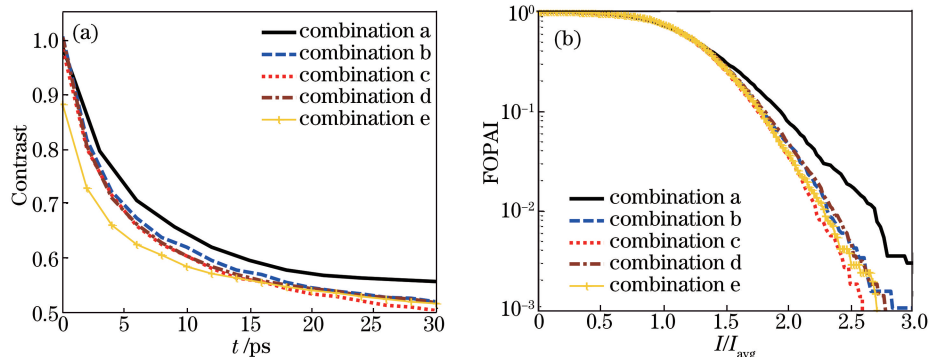 (a)
combination a
combination b
combination c
combination d
combination e
1.0
0.9
0.8
0.7
0.6
0.5
Contrast
0 5 10 15 20 25 30
t /ps
(b)
10⁰
10⁻¹
10⁻²
10⁻³
FOPAI
combination a
combination b
combination c
combination d
combination e
0 0.5 1.0 1.5 2.0 2.5 3.0
I/I_avg